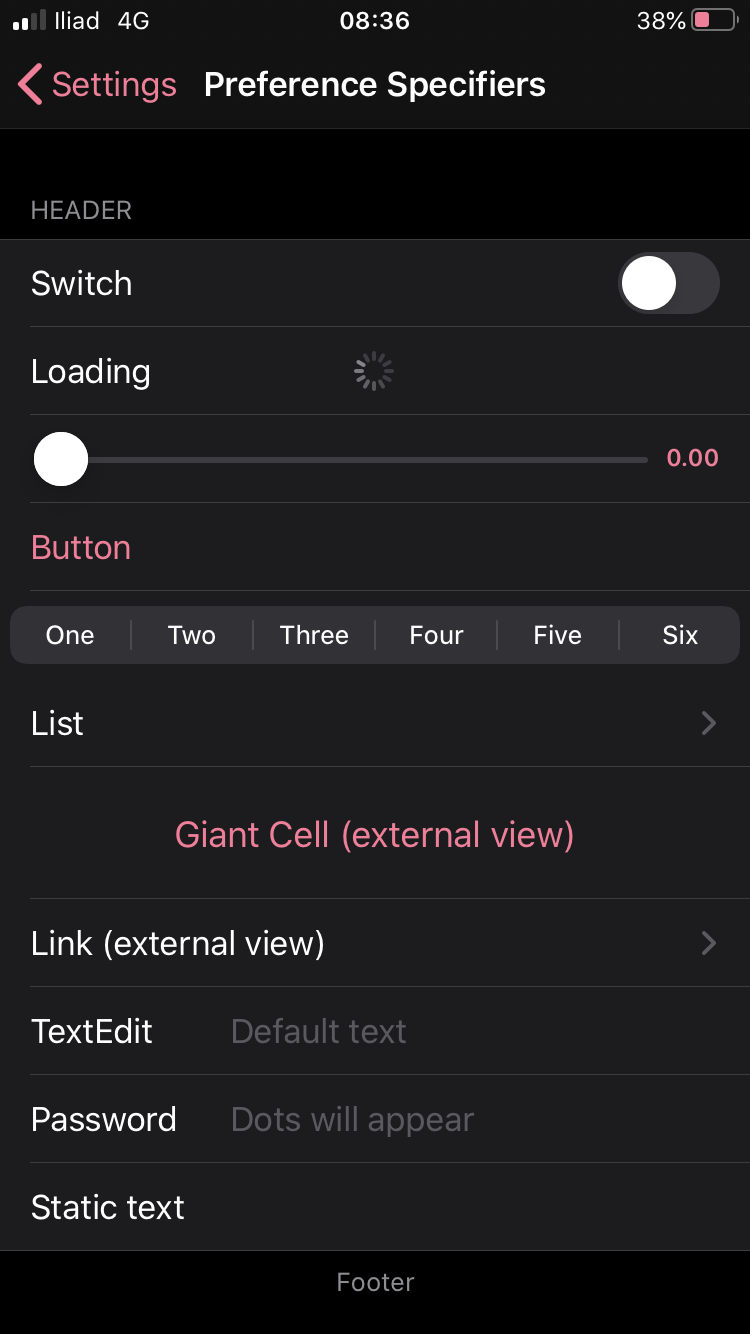 Iliad 4G 08:36 38%
Settings Preference Specifiers
HEADER
Switch
Loading
0.00
Button
One Two Three Four Five Six
List
Giant Cell (external view)
Link (external view)
TextEdit Default text
Password Dots will appear
Static text
Footer